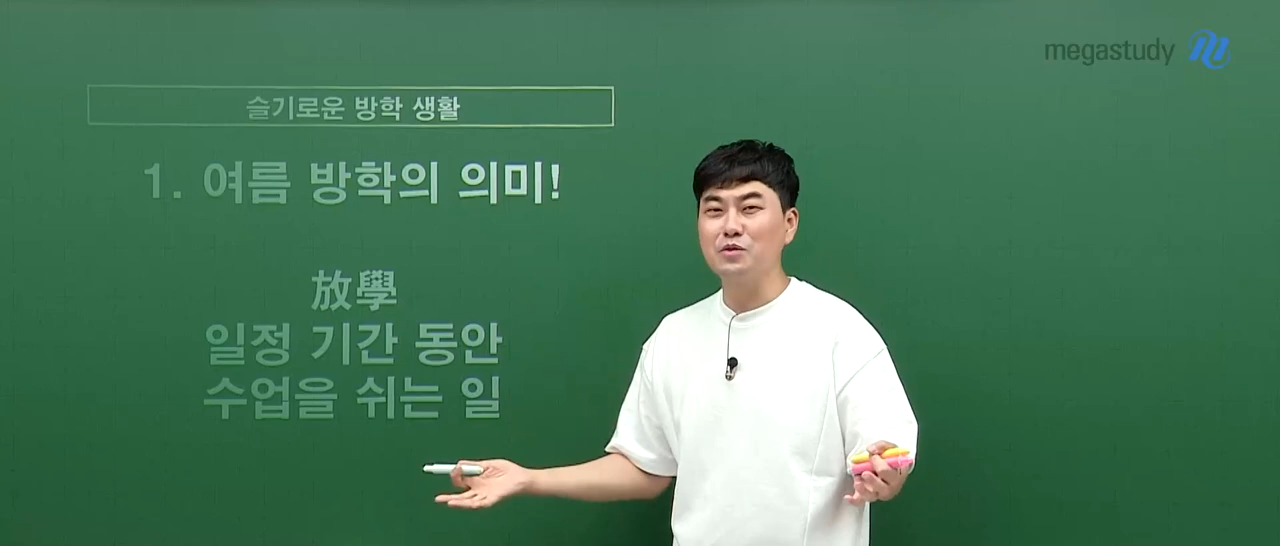 megastudy
슬기로운 방학 생활
1. 여름 방학의 의미!
放學
일정 기간 동안
수업을 쉬는 일